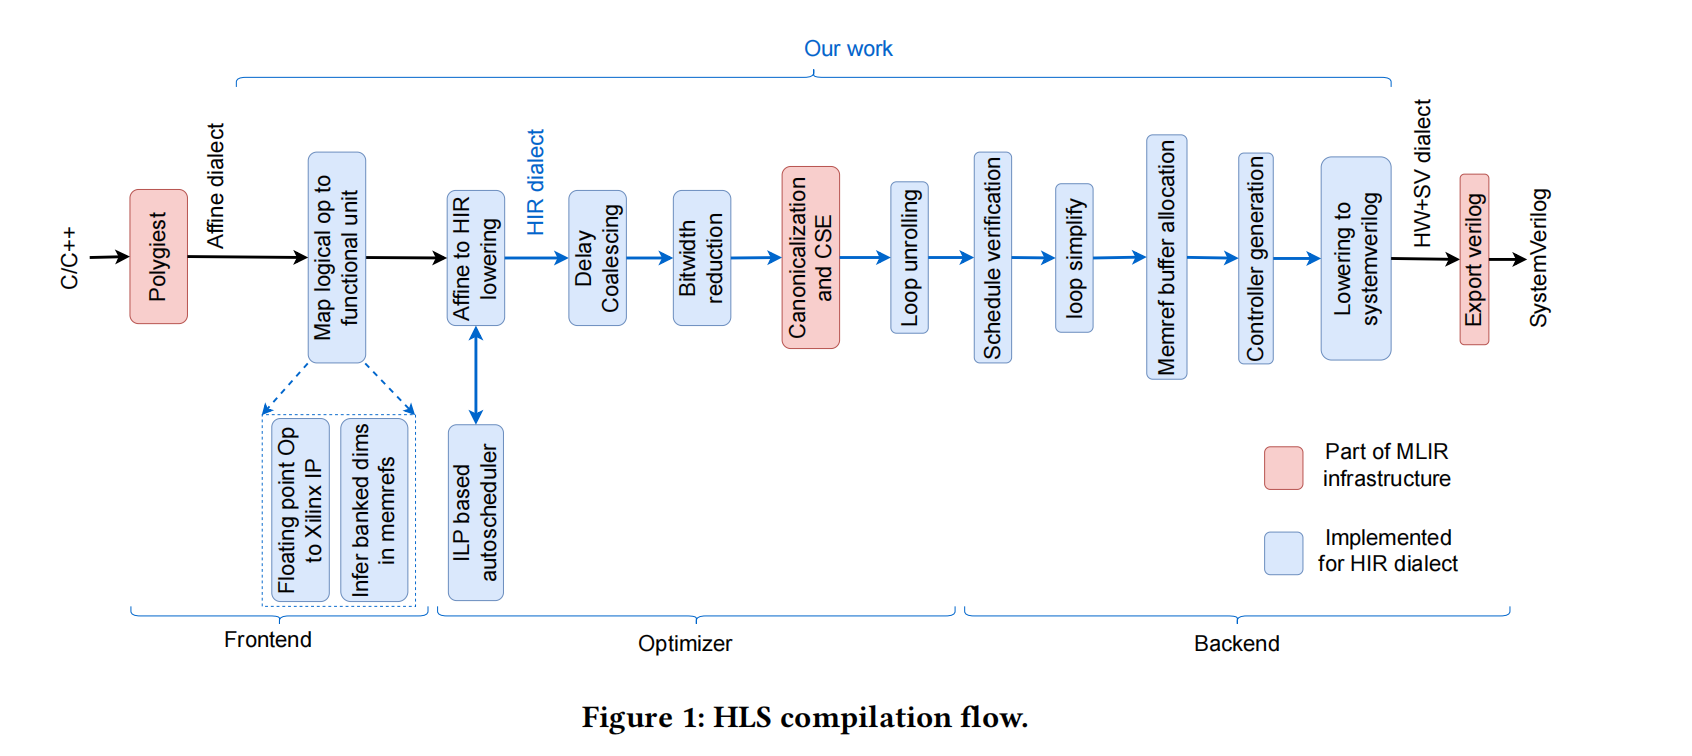 Our work
C/C++
Polygiest
Affine dialect
Map logical op to
functional unit
Floating point Op
to Xilinx IP
Infer banked dims
in memrefs
Affine to HIR
lowering
ILP based
autoscheduler
HIR dialect
Delay
Coalescing
Bitwidth
reduction
Canonicalization
and CSE
Loop unrolling
Schedule verification
loop simplify
Memref buffer allocation
Controller generation
Lowering to
systemverilog
HW+SV dialect
Export verilog
SystemVerilog
Part of MLIR
infrastructure
Implemented
for HIR dialect
Frontend
Optimizer
Backend
Figure 1: HLS compilation flow.